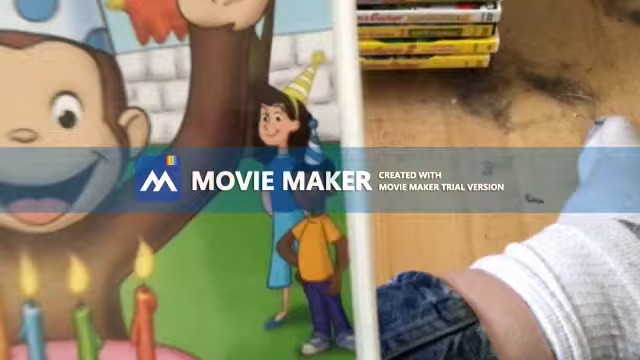 MOVIE MAKER
CREATED WITH
MOVIE MAKER TRIAL VERSION